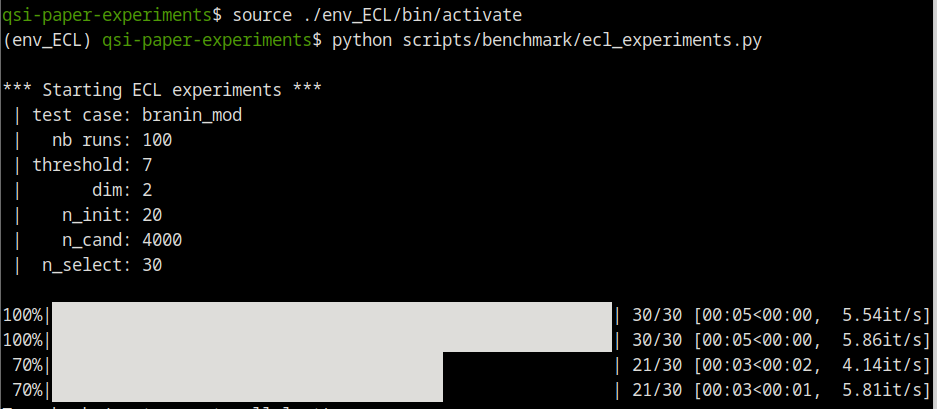 qsi-paper-experiments$ source ./env_ECL/bin/activate
(env_ECL) qsi-paper-experiments$ python scripts/benchmark/ecl_experiments.py
*** Starting ECL experiments ***
| test case: branin_mod
| nb runs: 100
| threshold: 7
| dim: 2
| n_init: 20
| n_cand: 4000
| n_select: 30
100%| | 30/30 [00:05<00:00, 5.54it/s]
100%| | 30/30 [00:05<00:00, 5.86it/s]
70%| | 21/30 [00:03<00:02, 4.14it/s]
70%| | 21/30 [00:03<00:01, 5.81it/s]